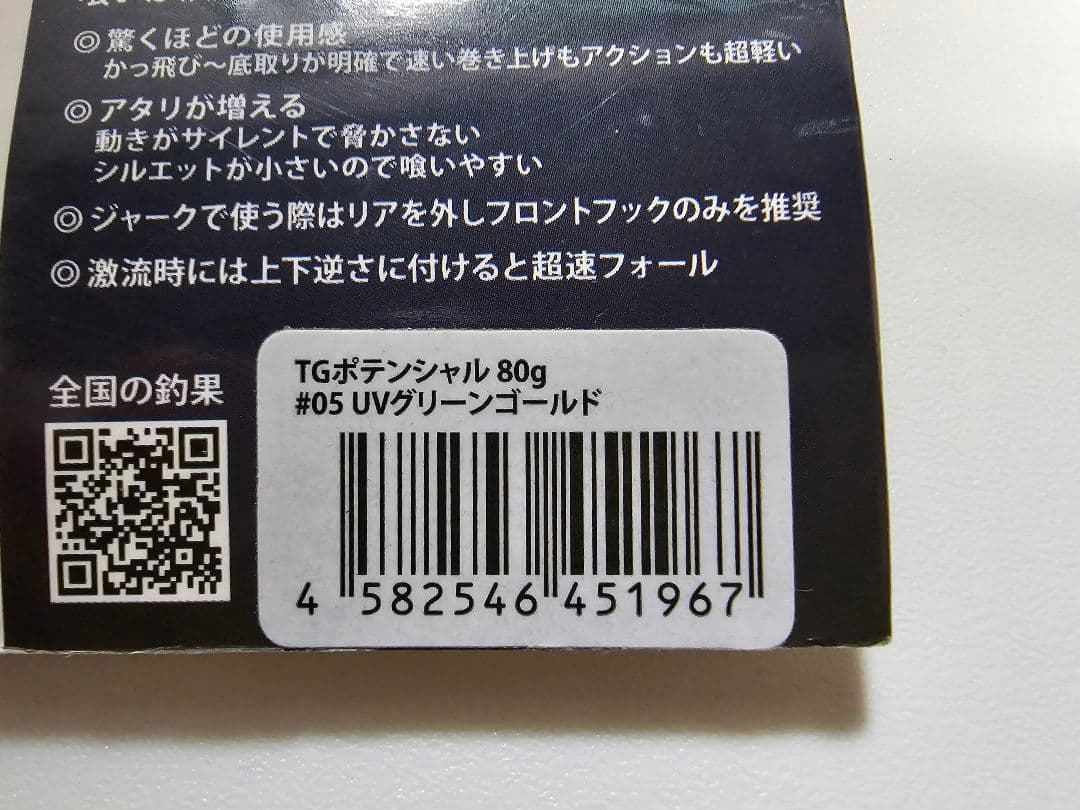 ◎驚くほどの使用感
かっ飛び～底取りが明確で速い巻き上げもアクションも超軽い
◎アタリが増える
動きがサイレントで脅かさない
シルエットが小さいので喰いやすい
◎ジャークで使う際はリアを外しフロントフックのみを推奨
◎激流時には上下逆さに付けると超速フォール
全国の釣果
TGポテンシャル 80g
#05 UVグリーンゴールド
4 582546 451967